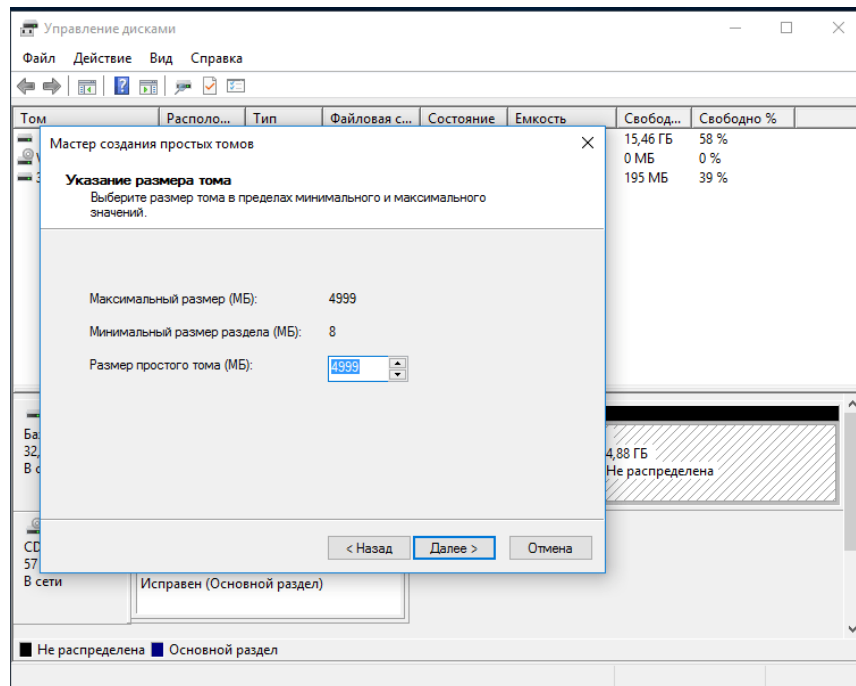 Управление дисками
Файл Действие Вид Справка
Том Располо... Тип Файловая с... Состояние Емкость Свобод... Свободно %
15,46 ГБ 58 %
0 МБ 0 %
195 МБ 39 %
Мастер создания простых томов
Указание размера тома
Выберите размер тома в пределах минимального и максимального
значений.
Максимальный размер (МБ): 4999
Минимальный размер раздела (МБ): 8
Размер простого тома (МБ): 4999
< Назад Далее > Отмена
32,
4,88 ГБ
Не распределена
CD
57
В сети
Исправен (Основной раздел)
Не распределена Основной раздел